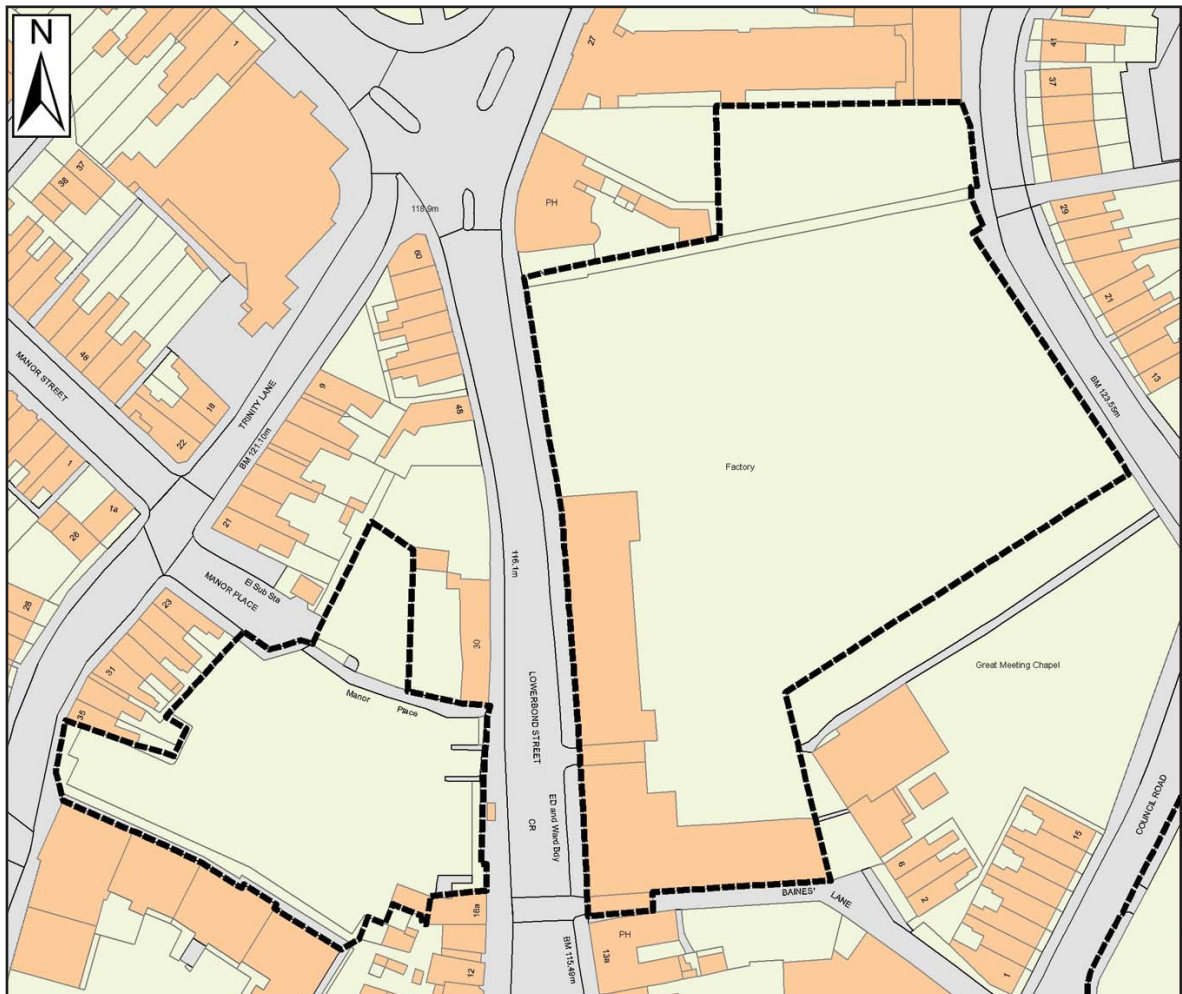 N
1
27
41
37
37
38
PH
29
118.9m
60
21
13
46
MANOR STREET
18
22
TRINITY LANE
BM 121.10m
9
48
BM 123.55m
Factory
1
1a
26
21
116.1m
El Sub Sta
MANOR PLACE
28
23
30
31
35
Manor Place
LOWERBOND STREET
Great Meeting Chapel
ED and Ward Bdy
CR
COUNCIL ROAD
15
6
2
BAINES' LANE
16a
12
BM 115.49m
PH
13a
1